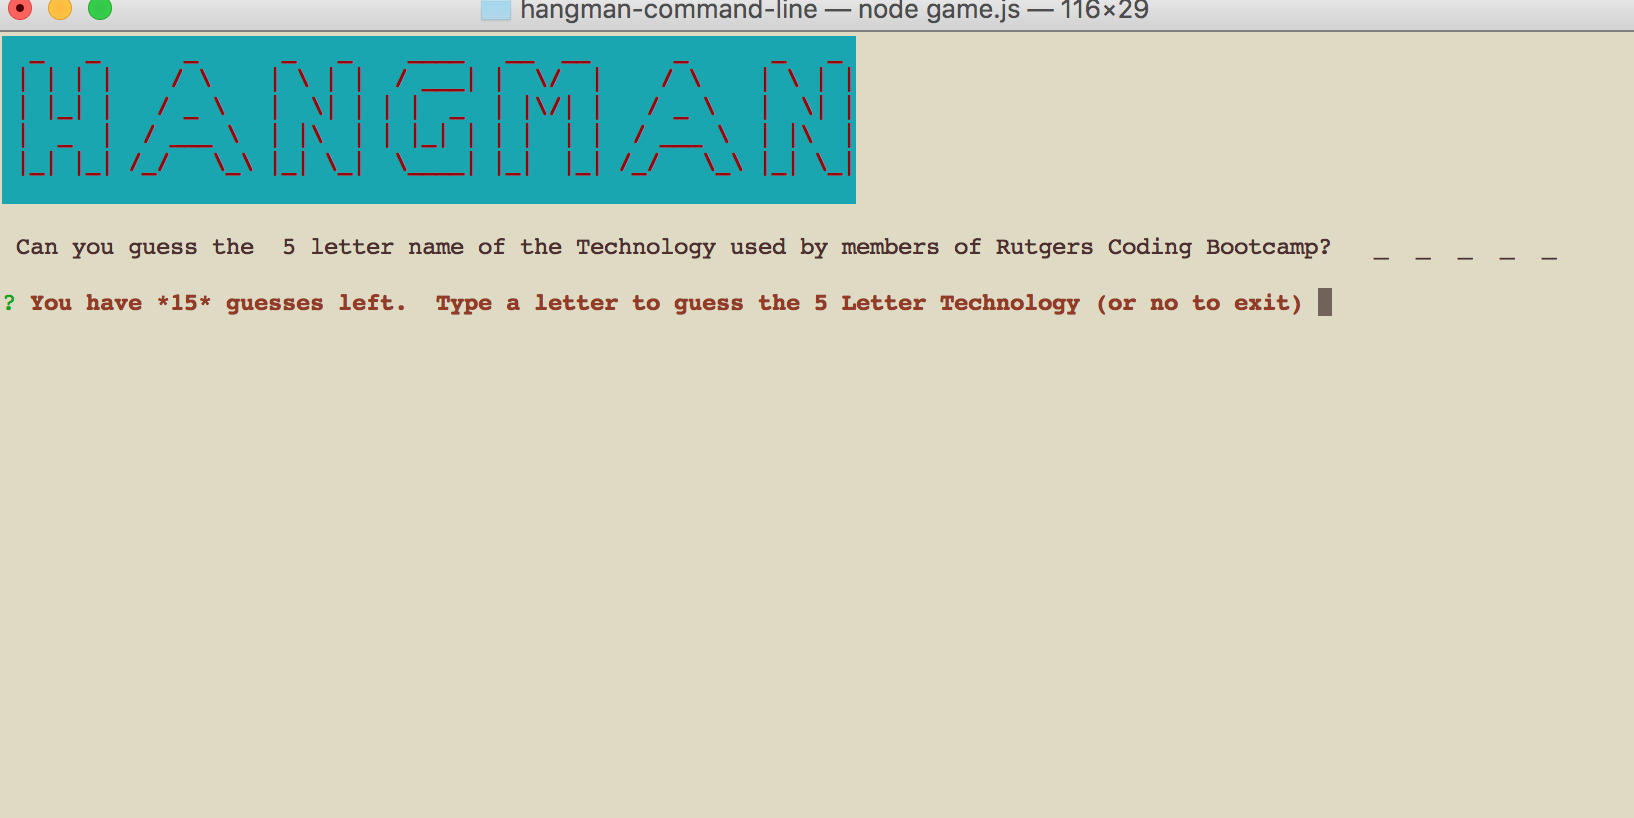 hangman-command-line — node game.js — 116×29
HANGMAN
Can you guess the  5 letter name of the Technology used by members of Rutgers Coding Bootcamp?   _  _  _  _  _
? You have *15* guesses left.  Type a letter to guess the 5 Letter Technology (or no to exit)